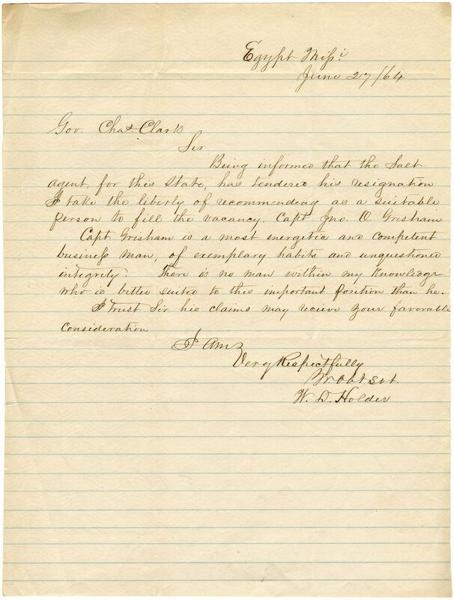 Egypt Missi
June 27/64
Gov. Chas Clark
Sir
Being informed that the Salt
agent, for this State, has tendered his resignation
I take the liberty of recommending as a suitable
person to fill the vacancy. Capt Jno. O Grisham
Capt Grisham is a most energetic and competent
business man, of exemplary habits and unquestioned
integrity There is no man within my Knowledge
who is better suited to this important position than he.
I trust Sir his claims may recieve your favorable
Consideration
I Am
Very Respectfully
Yr obt Svt
W. D. Holder